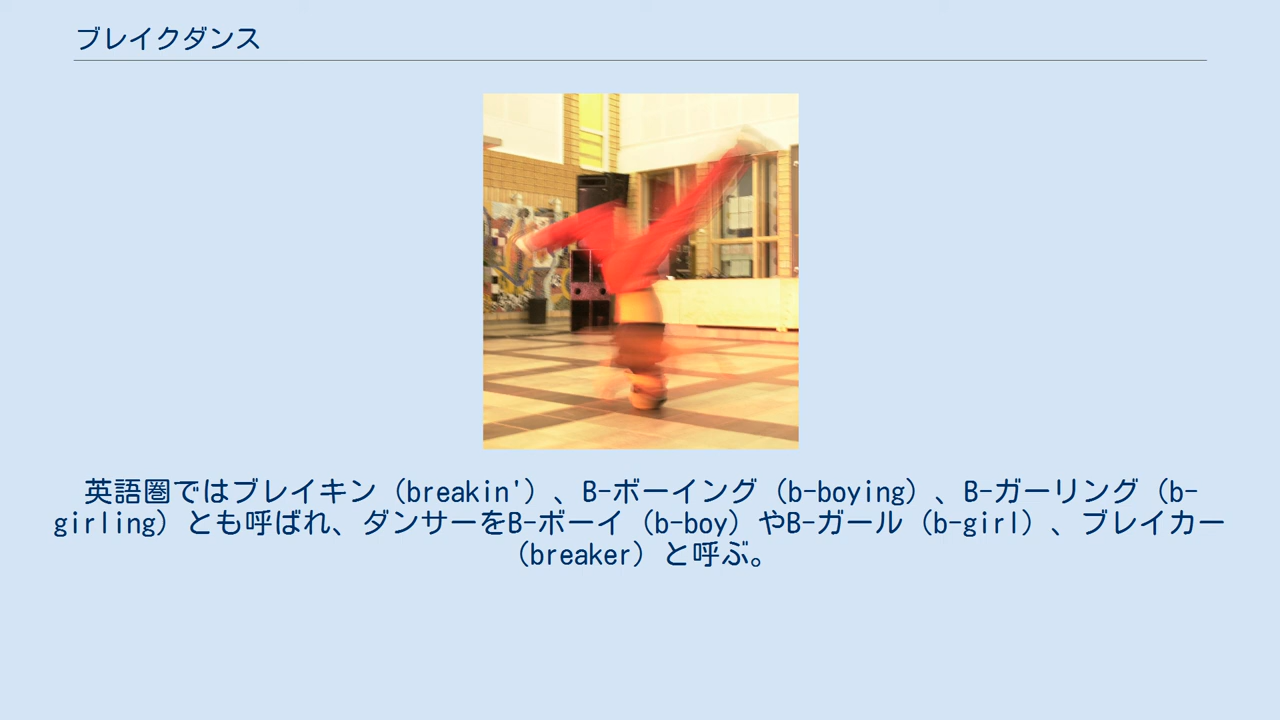 ブレイクダンス
英語圏ではブレイキン（breakin'）、B-ボーイング（b-boying）、B-ガーリング（b-
girling）とも呼ばれ、ダンサーをB-ボーイ（b-boy）やB-ガール（b-girl）、ブレイカー
（breaker）と呼ぶ。